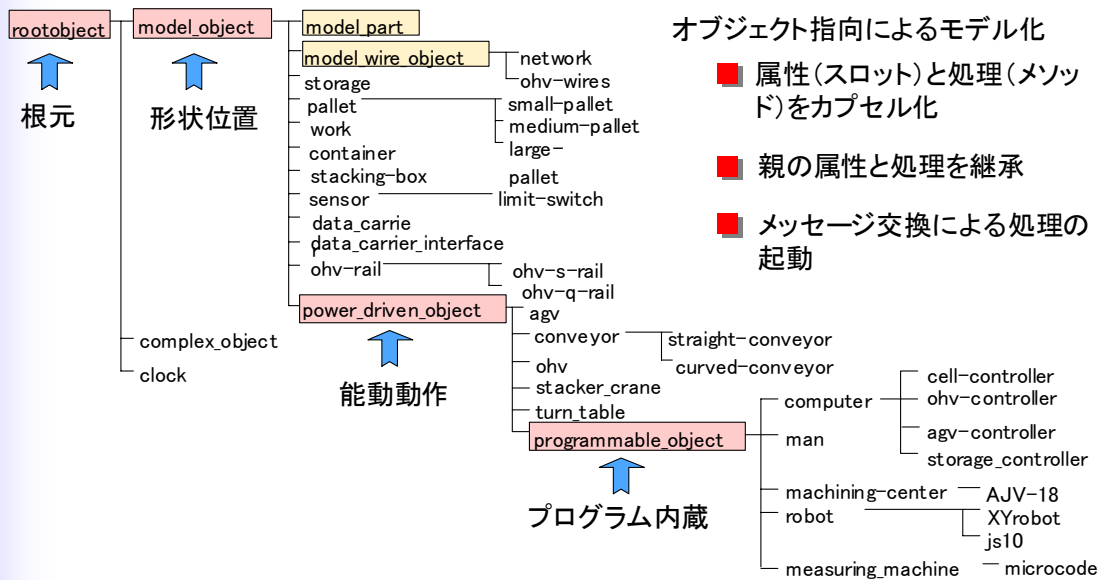 rootobject
model_object
model_part
model_wire_object
network
ohv-wires
storage
pallet
small-pallet
medium-pallet
large-
pallet
work
container
stacking-box
sensor
limit-switch
data_carrie
r
data_carrier_interface
ohv-rail
ohv-s-rail
ohv-q-rail
power_driven_object
agv
conveyor
straight-conveyor
curved-conveyor
ohv
stacker_crane
turn_table
programmable_object
computer
cell-controller
ohv-controller
agv-controller
storage_controller
man
machining-center
AJV-18
robot
XYrobot
js10
measuring_machine
microcode
complex_object
clock
根元
形状位置
能動動作
プログラム内蔵
オブジェクト指向によるモデル化
属性(スロット)と処理(メソッ
ド)をカプセル化
親の属性と処理を継承
メッセージ交換による処理の
起動